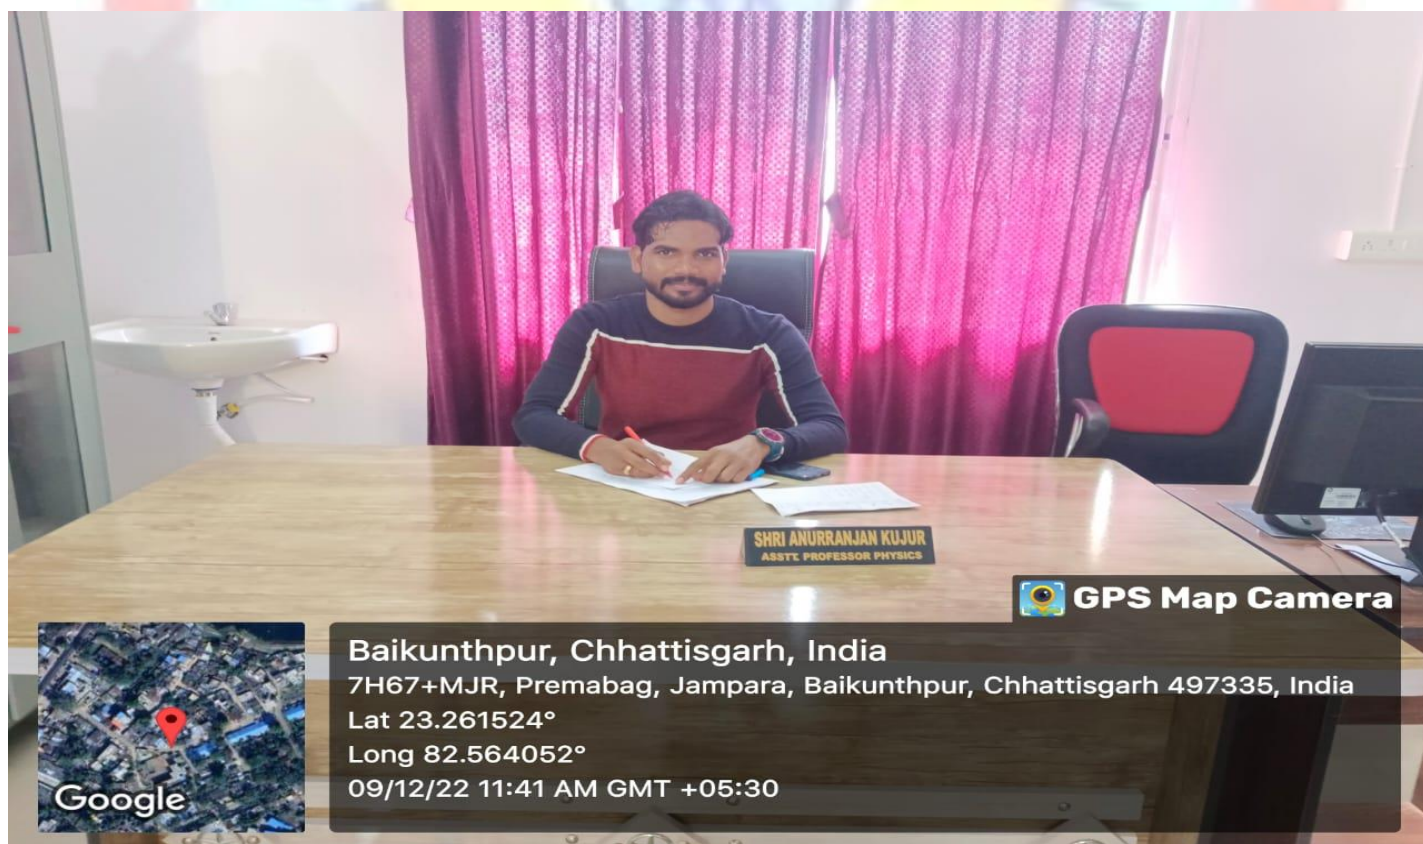 SHRI ANURRANJAN KUJUR
ASSTT. PROFESSOR PHYSICS
GPS Map Camera
Baikunthpur, Chhattisgarh, India
7H67+MJR, Premabag, Jampara, Baikunthpur, Chhattisgarh 497335, India
Lat 23.261524°
Long 82.564052°
09/12/22 11:41 AM GMT +05:30
Google